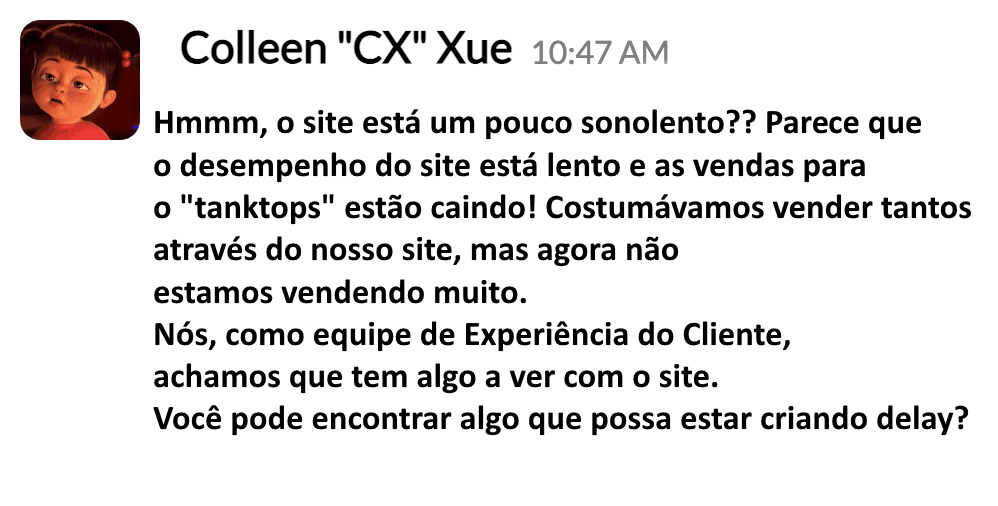 Colleen "CX" Xue 10:47 AM
Hmmm, o site está um pouco sonolento?? Parece que
o desempenho do site está lento e as vendas para
o "tanktops" estão caindo! Costumávamos vender tantos
através do nosso site, mas agora não
estamos vendendo muito.
Nós, como equipe de Experiência do Cliente,
achamos que tem algo a ver com o site.
Você pode encontrar algo que possa estar criando delay?